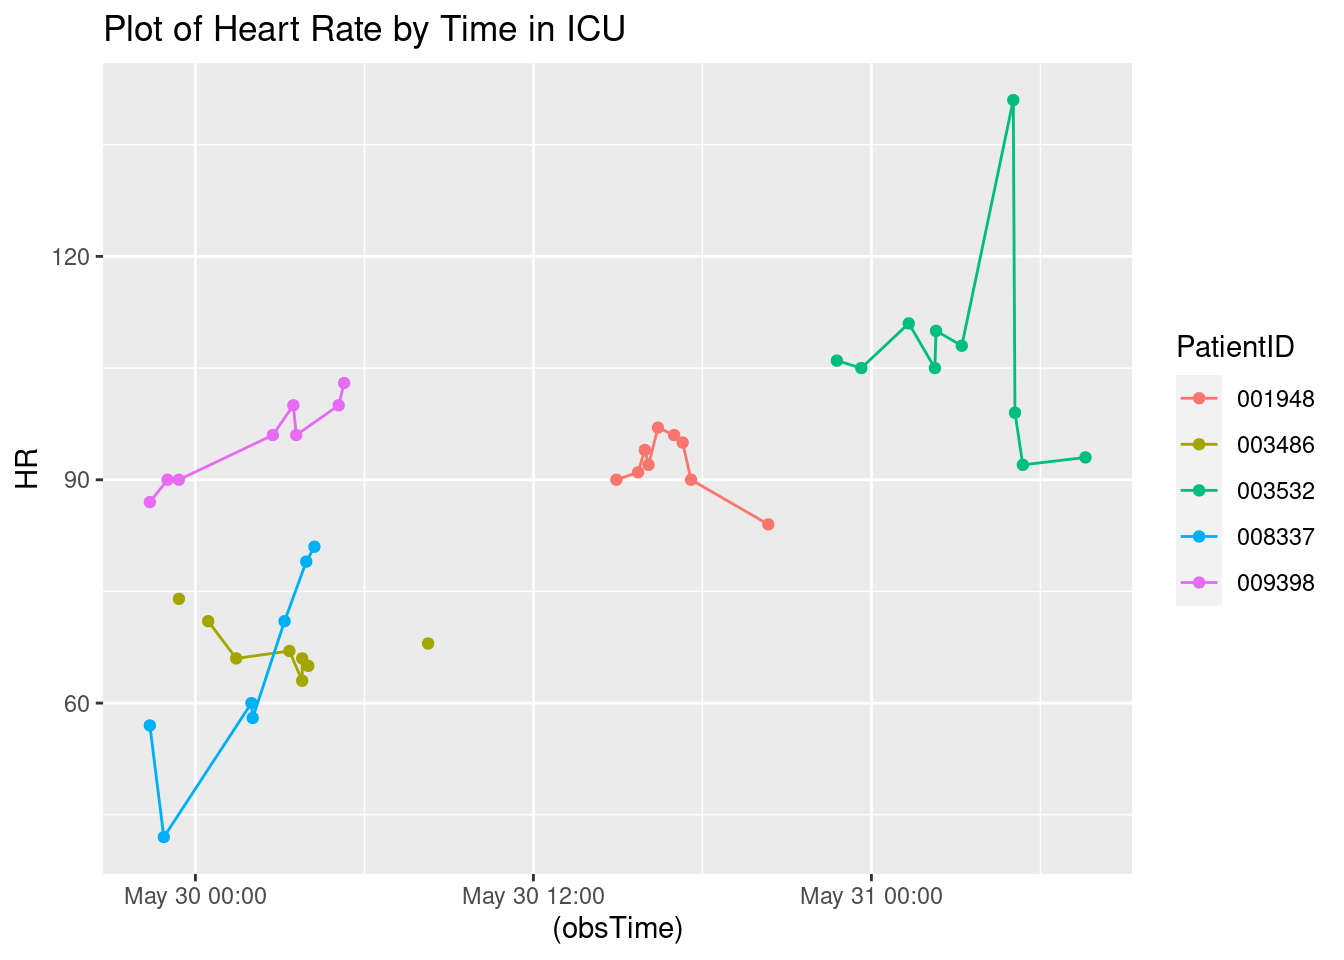 Plot of Heart Rate by Time in ICU
HR
120
90
60
May 30 00:00
May 30 12:00
May 31 00:00
(obsTime)
PatientID
001948
003486
003532
008337
009398